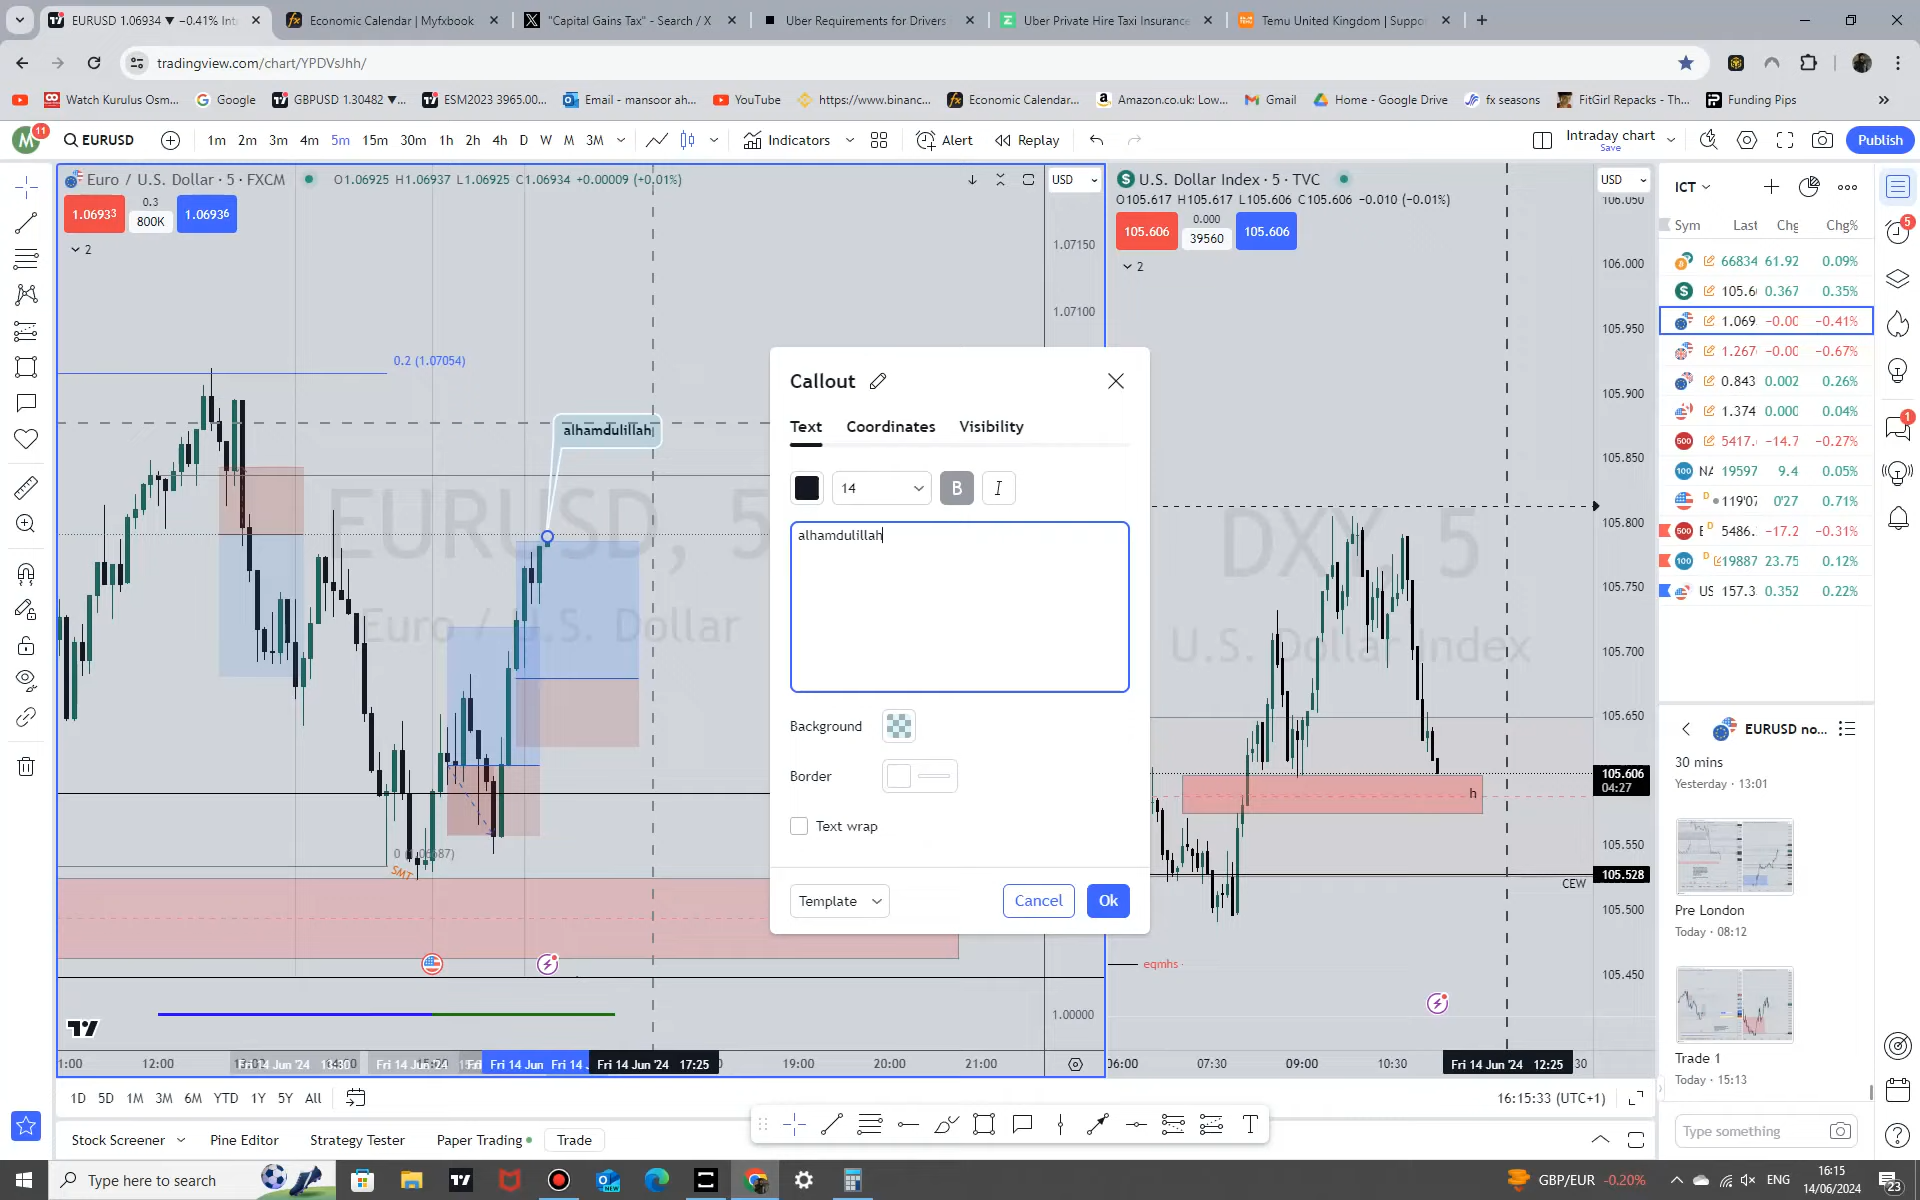 EURUSD 1.06934 ▼ −0.41% Int
Economic Calendar | Myfxbook
"Capital Gains Tax" - Search / X
Uber Requirements for Drivers
Uber Private Hire Taxi Insurance
Temu United Kingdom | Suppo
tradingview.com/chart/YPDVsJhh/
Watch Kurulus Osm...
Google
GBPUSD 1.30482 ▼...
ESM2023 3965.00...
Email - mansoor ah...
YouTube
https://www.binanc...
Economic Calendar...
Amazon.co.uk: Low...
Gmail
Home - Google Drive
fx seasons
FitGirl Repacks - Th...
Funding Pips
M 11
EURUSD
1m 2m 3m 4m 5m 15m 30m 1h 2h 4h D W M 3M
Indicators
Alert
Replay
Intraday chart
Save
Publish
Euro / U.S. Dollar · 5 · FXCM
O1.06925 H1.06937 L1.06925 C1.06934 +0.00009 (+0.01%)
USD
1.06933
0.3
800K
1.06936
2
1.07150
1.07100
0.2 (1.07054)
alhamdulillah
EURUSD, 5
Euro / U.S. Dollar
SMT
1.00000
1:00 12:00
Fri 14 Jun '24 17:25
19:00 20:00 21:00
Callout
Text Coordinates Visibility
14
B
I
alhamdulillah
Background
Border
Text wrap
Template
Cancel
Ok
U.S. Dollar Index · 5 · TVC
O105.617 H105.617 L105.606 C105.606 −0.010 (−0.01%)
USD
105.606
0.000
39560
105.606
2
DXY, 5
U.S. Dollar Index
h
CEW
eqmhs
106.050
106.000
105.950
105.900
105.850
105.800
105.750
105.700
105.650
105.606
04:27
105.550
105.528
105.500
105.450
06:00 07:30 09:00 10:30
Fri 14 Jun '24 12:25
30
ICT
Sym Last Chg Chg%
66834 61.92 0.09%
105.6 0.367 0.35%
1.069 −0.00 −0.41%
1.267 −0.00 −0.67%
0.843 0.002 0.26%
1.374 0.000 0.04%
500 5417. −14.7 −0.27%
100 NA 19597 9.4 0.05%
D 119'07 0'27 0.71%
500 E D 5486. −17.2 −0.31%
100 D 19887 23.75 0.12%
US 157.3 0.352 0.22%
5
1
EURUSD no...
30 mins
Yesterday · 13:01
Pre London
Today · 08:12
Trade 1
Today · 15:13
Type something
1D 5D 1M 3M 6M YTD 1Y 5Y All
16:15:33 (UTC+1)
Stock Screener
Pine Editor
Strategy Tester
Paper Trading
Trade
Type here to search
GBP/EUR −0.20%
ENG
16:15
14/06/2024
23